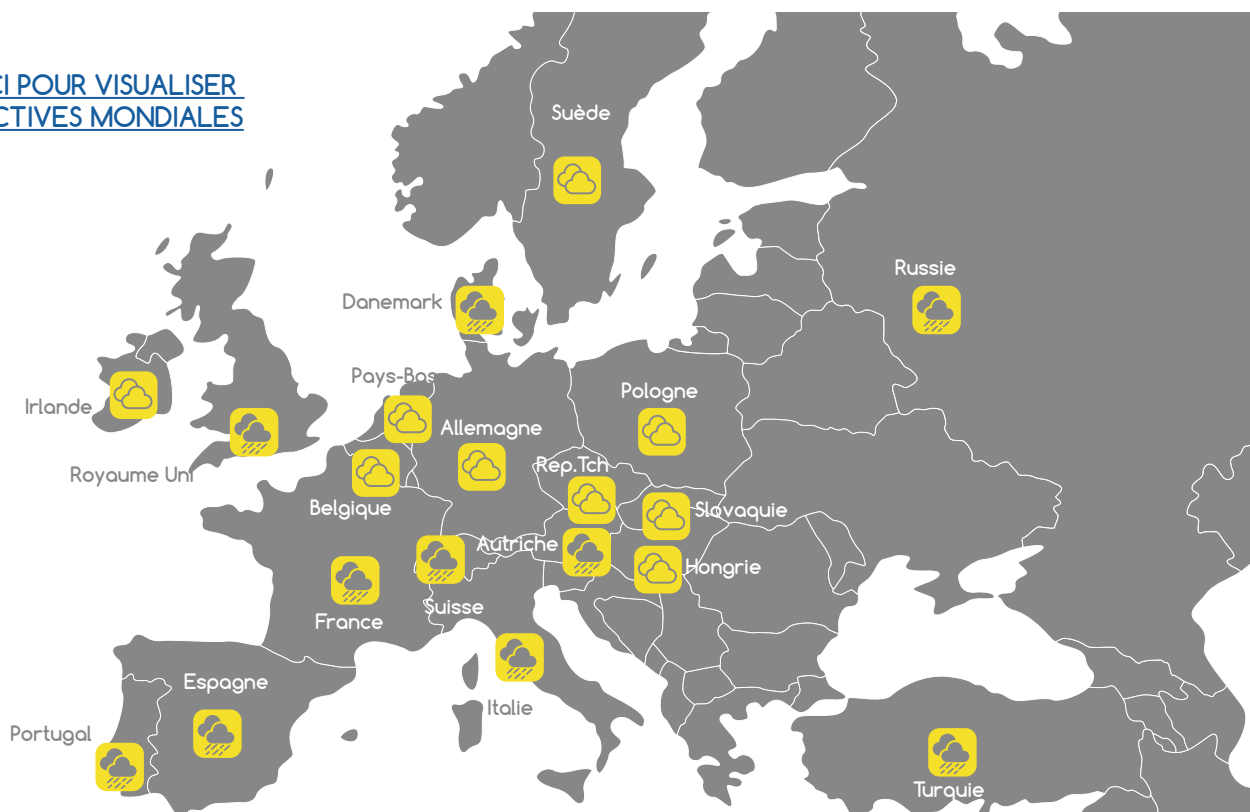 CI POUR VISUALISER
CTIVES MONDIALES
Suède
Russie
Danemark
Pays-Bas
Pologne
Irlande
Allemagne
Rep.Tch
Royaume Uni
Belgique
Slovaquie
Autriche
Hongrie
Suisse
France
Espagne
Italie
Portugal
Turquie